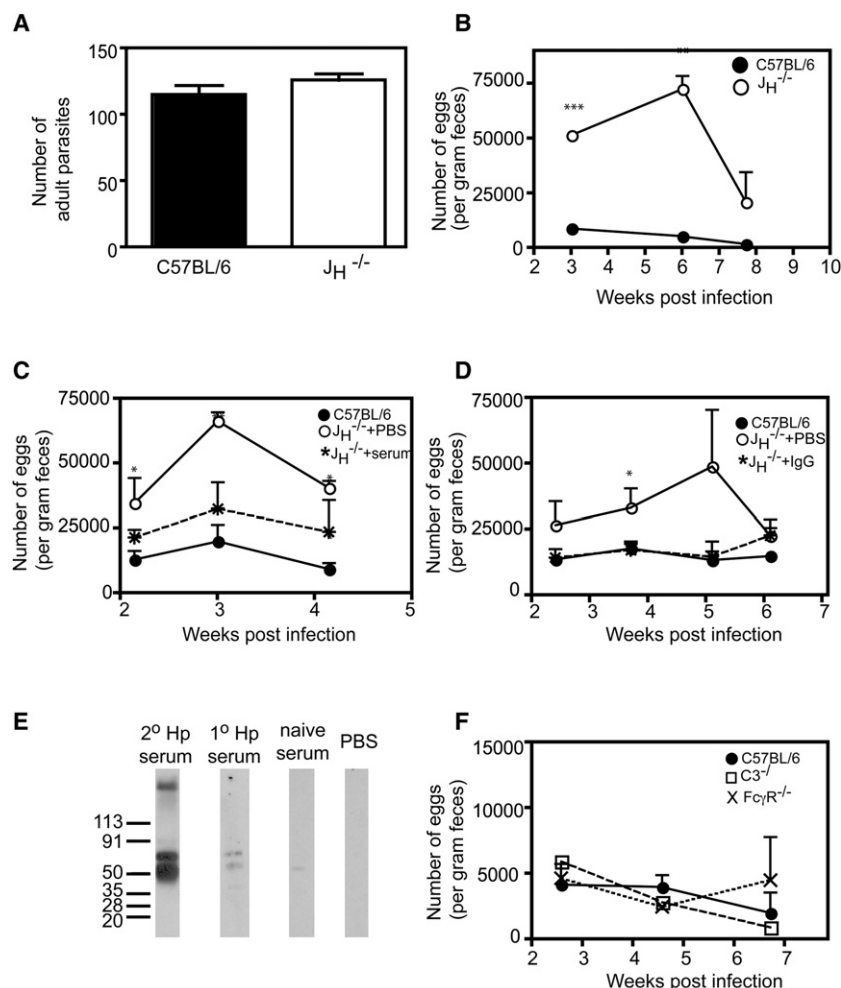 A
150
100
50
0
Number of
adult parasites
C57BL/6
JH -/-
B
C57BL/6
JH-/-
75000
50000
25000
0
Number of eggs
(per gram feces)
***
**
2 3 4 5 6 7 8 9 10
Weeks post infection
C
75000
50000
25000
0
Number of eggs
(per gram feces)
C57BL/6
JH-/-+PBS
*JH-/-+serum
*
**
*
2 3 4 5
Weeks post infection
D
75000
50000
25000
0
Number of eggs
(per gram feces)
C57BL/6
JH-/-+PBS
*JH-/-+IgG
*
2 3 4 5 6 7
Weeks post infection
E
2o Hp
serum
1o Hp
serum
naive
serum
PBS
113
91
50
35
28
20
F
15000
10000
5000
0
Number of eggs
(per gram feces)
C57BL/6
C3-/-
FcγR-/-
2 3 4 5 6 7
Weeks post infection